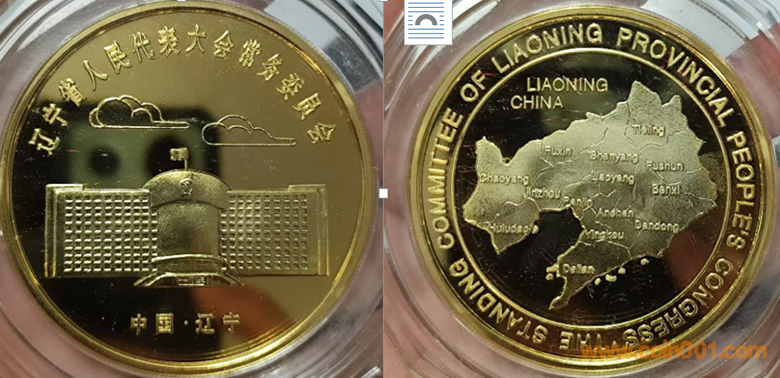 辽宁省人民代表大会常务委员会
中国·辽宁
THE STANDING COMMITTEE OF LIAONING PROVINCIAL PEOPLE'S CONGRESS
LIAONING
CHINA
Tieling
Fuxin
Shenyang
Fushun
Chaoyang
Liaoyang
Benxi
Jinzhou
Panjin
Anshan
Huludao
Dandong
Yingkou
Dalian
www.coin001.com